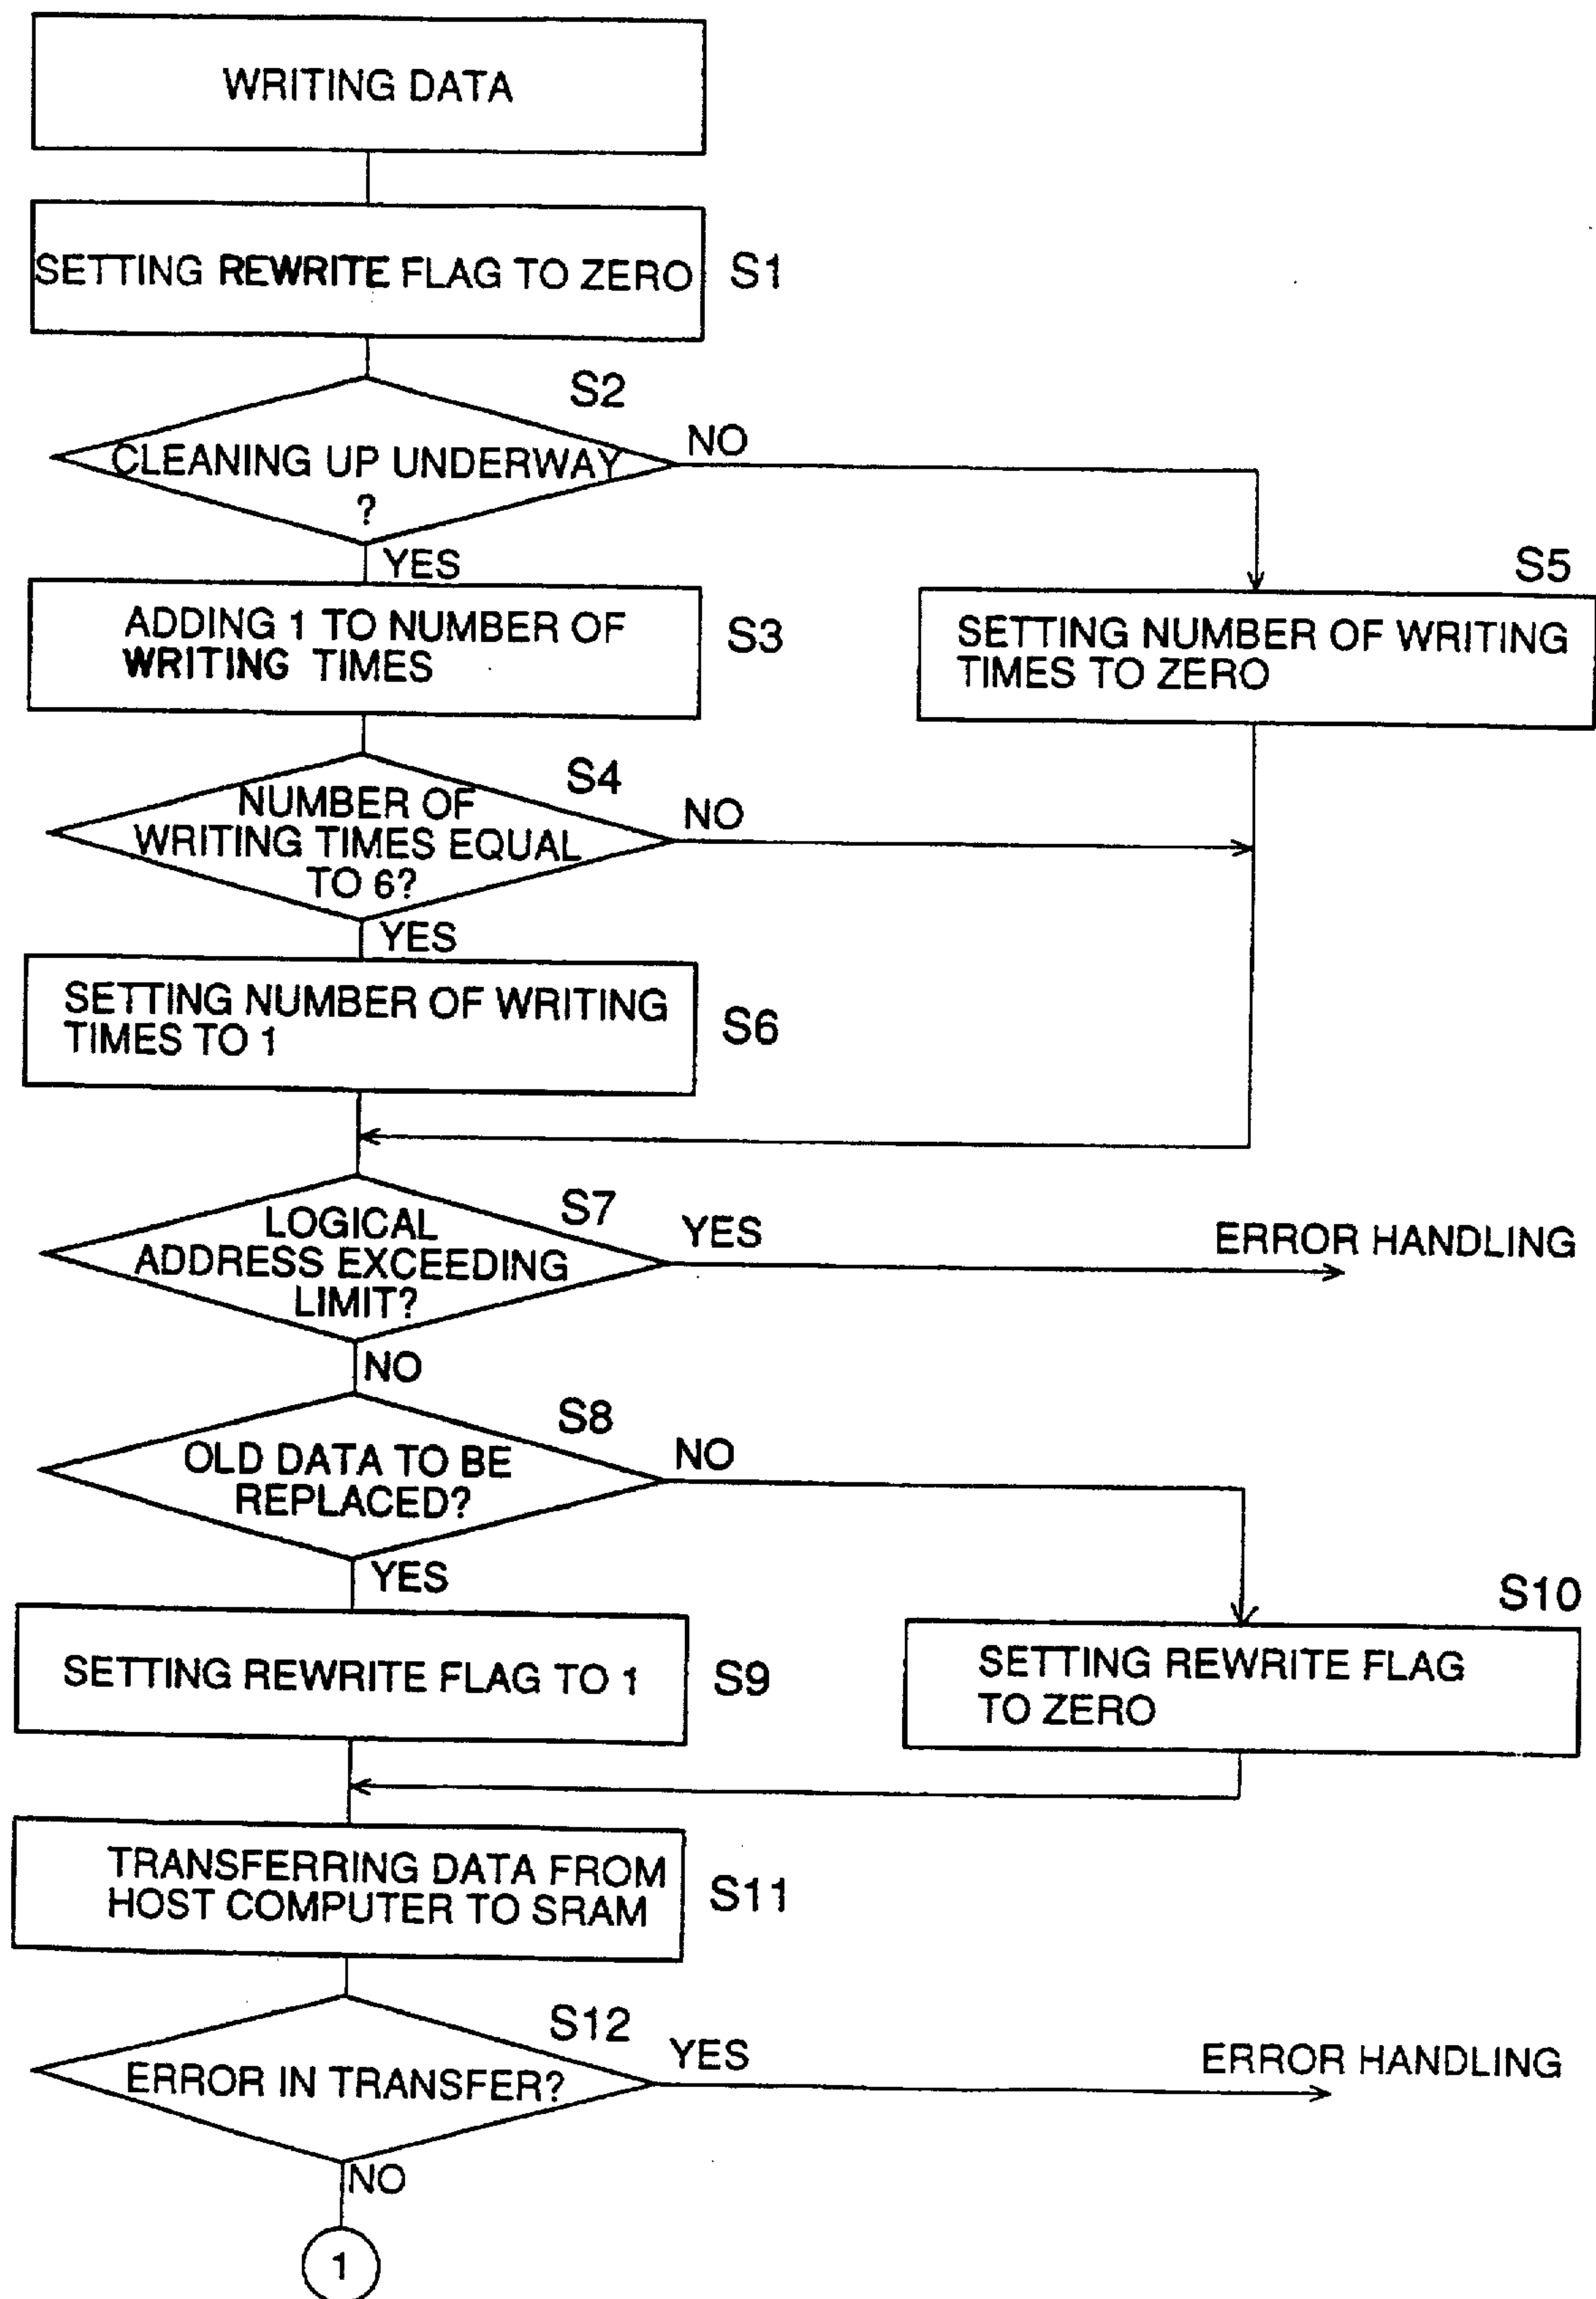 WRITING DATA
SETTING REWRITE FLAG TO ZERO
S1
S2
CLEANING UP UNDERWAY
?
NO
YES
S5
ADDING 1 TO NUMBER OF
WRITING TIMES
S3
SETTING NUMBER OF WRITING
TIMES TO ZERO
S4
NUMBER OF
WRITING TIMES EQUAL
TO 6?
NO
YES
SETTING NUMBER OF WRITING
TIMES TO 1
S6
S7
LOGICAL
ADDRESS EXCEEDING
LIMIT?
YES
ERROR HANDLING
NO
S8
OLD DATA TO BE
REPLACED?
NO
YES
S10
SETTING REWRITE FLAG TO 1
S9
SETTING REWRITE FLAG
TO ZERO
TRANSFERRING DATA FROM
HOST COMPUTER TO SRAM
S11
S12
ERROR IN TRANSFER?
YES
ERROR HANDLING
NO
1